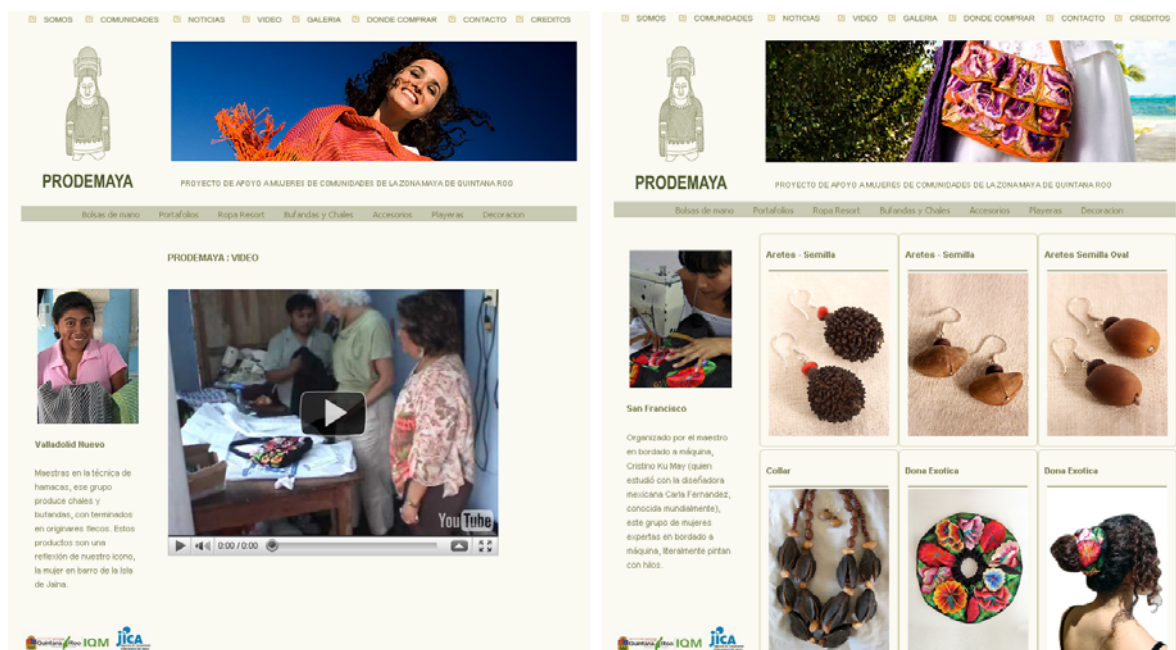 SOMOS COMUNIDADES NOTICIAS VIDEO GALERIA DONDE COMPRAR CONTACTO CREDITOS
PRODEMAYA
PROYECTO DE APOYO A MUJERES DE COMUNIDADES DE LA ZONA MAYA DE QUINTANA ROO
Bolsas de mano Portafolios Ropa Resort Bufandas y Chales Accesorios Playeras Decoracion
PRODEMAYA : VIDEO
Valladolid Nuevo
Maestras en la técnica de
hamacas, ese grupo
produce chales y
bufandas, con terminados
en originares flecos. Estos
productos son una
reflexión de nuestro icono,
la mujer en barro de la Isla
de Jaina.
YouTube
0:00 / 0:00
Quintana Roo IQM jICA
SOMOS COMUNIDADES NOTICIAS VIDEO GALERIA DONDE COMPRAR CONTACTO CREDITOS
PRODEMAYA
PROYECTO DE APOYO A MUJERES DE COMUNIDADES DE LA ZONA MAYA DE QUINTANA ROO
Bolsas de mano Portafolios Ropa Resort Bufandas y Chales Accesorios Playeras Decoracion
San Francisco
Organizado por el maestro
en bordado a máquina,
Cristino Ku May (quien
estudió con la diseñadora
mexicana Carla Fernandez,
conocida mundialmente),
este grupo de mujeres
expertas en bordado a
máquina, literalmente pintan
con hilos.
Aretes - Semilla
Aretes - Semilla
Aretes Semilla Oval
Collar
Dona Exotica
Dona Exotica
Quintana Roo IQM jICA